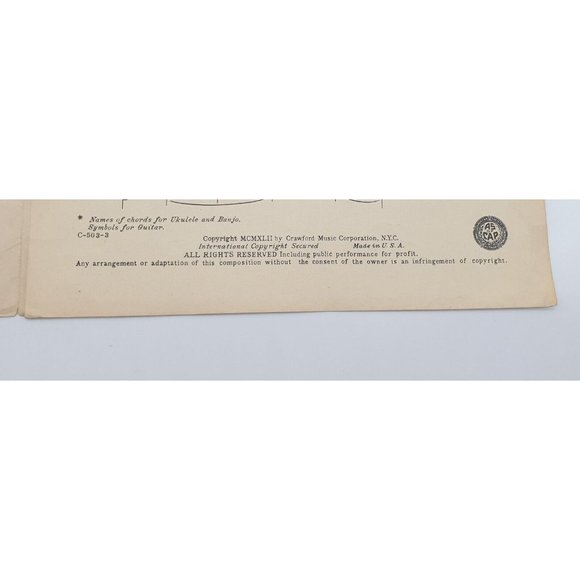 * Names of chords for Ukulele and Banjo.
Symbols for Guitar.
C-503-3
Copyright MCMXLII by Crawford Music Corporation, N.Y.C.
International Copyright Secured Made in U.S.A.
ALL RIGHTS RESERVED Including public performance for profit.
Any arrangement or adaptation of this composition without the consent of the owner is an infringement of copyright.
AS
CAP